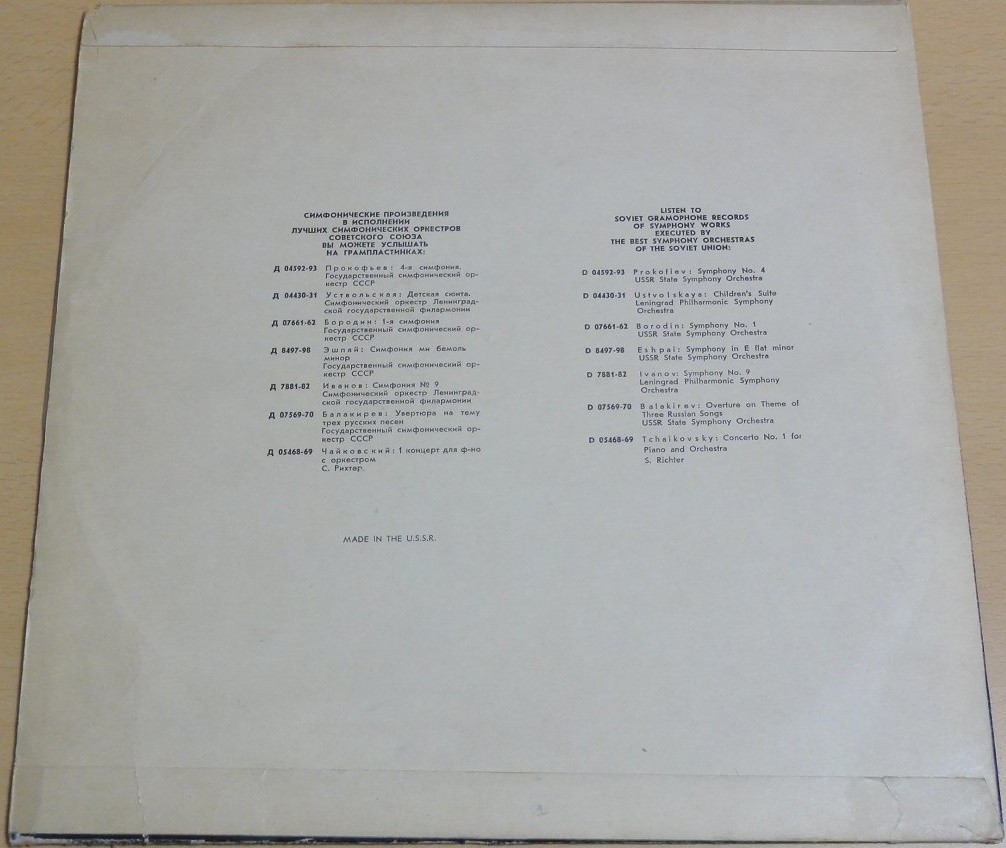 СИМФОНИЧЕСКИЕ ПРОИЗВЕДЕНИЯ
В ИСПОЛНЕНИИ
ЛУЧШИХ СИМФОНИЧЕСКИХ ОРКЕСТРОВ
СОВЕТСКОГО СОЮЗА
ВЫ МОЖЕТЕ УСЛЫШАТЬ
НА ГРАМПЛАСТИНКАХ:
Д 04592-93 Прокофьев: 4-я симфония.
Государственный симфонический ор-
кестр СССР
Д 04430-31 Уствольская: Детская сюита.
Симфонический оркестр Ленинград-
ской государственной филармонии
Д 07661-62 Бородин: 1-я симфония
Государственный симфонический ор-
кестр СССР
Д 8497-98 Эшпай: Симфония ми бемоль
минор
Государственный симфонический ор-
кестр СССР
Д 7881-82 Иванов: Симфония № 9
Симфонический оркестр Ленинград-
ской государственной филармонии
Д 07569-70 Балакирев: Увертюра на тему
трех русских песен
Государственный симфонический ор-
кестр СССР
Д 05468-69 Чайковский: 1 концерт для ф-но
с оркестром
С. Рихтер.
MADE IN THE U.S.S.R.
LISTEN TO
SOVIET GRAMOPHONE RECORDS
OF SYMPHONY WORKS
EXECUTED BY
THE BEST SYMPHONY ORCHESTRAS
OF THE SOVIET UNION:
D 04592-93 Prokofiev: Symphony No. 4
USSR State Symphony Orchestra
D 04430-31 Ustvolskaya: Children's Suite
Leningrad Philharmonic Symphony
Orchestra
D 07661-62 Borodin: Symphony No. 1
USSR State Symphony Orchestra
D 8497-98 Eshpai: Symphony in E flat minor
USSR State Symphony Orchestra
D 7881-82 Ivanov: Symphony No. 9
Leningrad Philharmonic Symphony
Orchestra
D 07569-70 Balakirev: Overture on Theme of
Three Russian Songs
USSR State Symphony Orchestra
D 05468-69 Tchaikovsky: Concerto No. 1 for
Piano and Orchestra
S. Richter